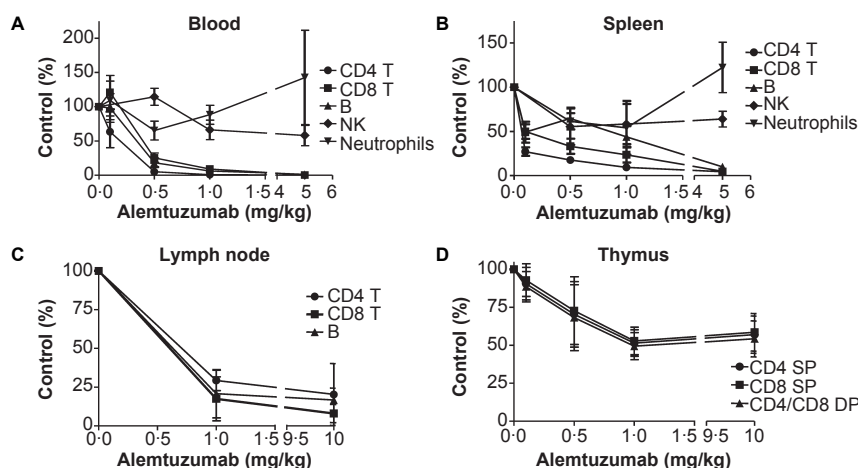 A
Blood
Control (%)
200
150
100
50
0
0·0
0·5
1·0
1·5
4
5
6
Alemtuzumab (mg/kg)
CD4 T
CD8 T
B
NK
Neutrophils
B
Spleen
Control (%)
150
100
50
0
0·0
0·5
1·0
1·5
4
5
6
Alemtuzumab (mg/kg)
CD4 T
CD8 T
B
NK
Neutrophils
C
Lymph node
Control (%)
100
75
50
25
0
0·0
0·5
1·0
1·5
9·5
10
Alemtuzumab (mg/kg)
CD4 T
CD8 T
B
D
Thymus
Control (%)
100
75
50
25
0
0·0
0·5
1·0
1·5
9·5
10
Alemtuzumab (mg/kg)
CD4 SP
CD8 SP
CD4/CD8 DP